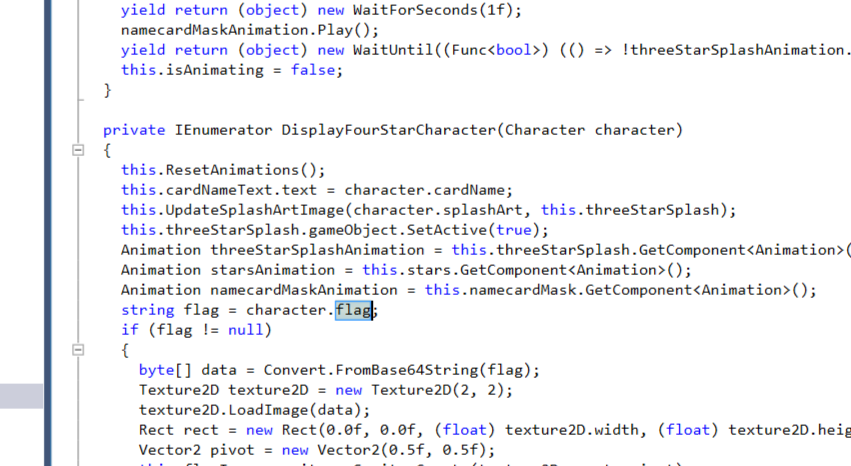 yield return (object) new WaitForSeconds(1f);
namecardMaskAnimation.Play();
yield return (object) new WaitUntil((Func<bool>) (() => !threeStarSplashAnimation.
this.isAnimating = false;
}
private IEnumerator DisplayFourStarCharacter(Character character)
{
this.ResetAnimations();
this.cardNameText.text = character.cardName;
this.UpdateSplashArtImage(character.splashArt, this.threeStarSplash);
this.threeStarSplash.gameObject.SetActive(true);
Animation threeStarSplashAnimation = this.threeStarSplash.GetComponent<Animation>(
Animation starsAnimation = this.stars.GetComponent<Animation>();
Animation namecardMaskAnimation = this.namecardMask.GetComponent<Animation>();
string flag = character.flag;
if (flag != null)
{
byte[] data = Convert.FromBase64String(flag);
Texture2D texture2D = new Texture2D(2, 2);
texture2D.LoadImage(data);
Rect rect = new Rect(0.0f, 0.0f, (float) texture2D.width, (float) texture2D.heig
Vector2 pivot = new Vector2(0.5f, 0.5f);